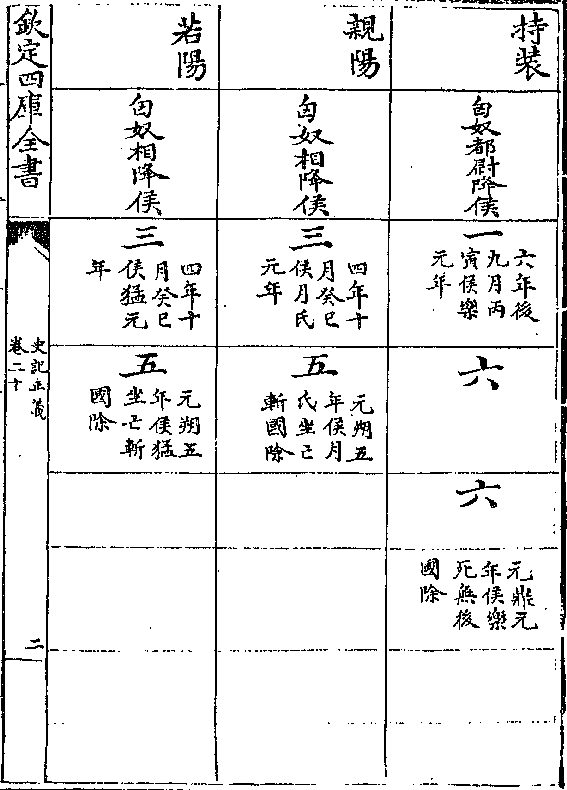 持装
匈奴都尉降侯
一
六年後
九月丙
寅侯樂
元年
六
六
元鼎元
年侯樂
死無後
國除
親陽
匈奴相降侯
三
四年十
月癸巳
侯月氏
元年
五
元朔五
年侯月
氏坐亡
斬國除
若陽
匈奴相降侯
三
四年十
月癸巳
侯猛元
年
五
元朔五
年侯猛
坐亡斬
國除
欽定四庫全書
史記正義
卷二十
二